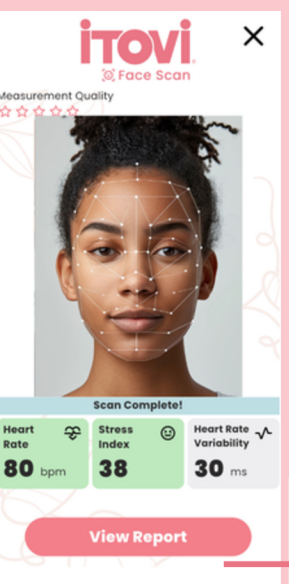 iTOVi
Face Scan
Measurement Quality
Scan Complete!
Heart
Rate
80 bpm
Stress
Index
38
Heart Rate
Variability
30 ms
View Report